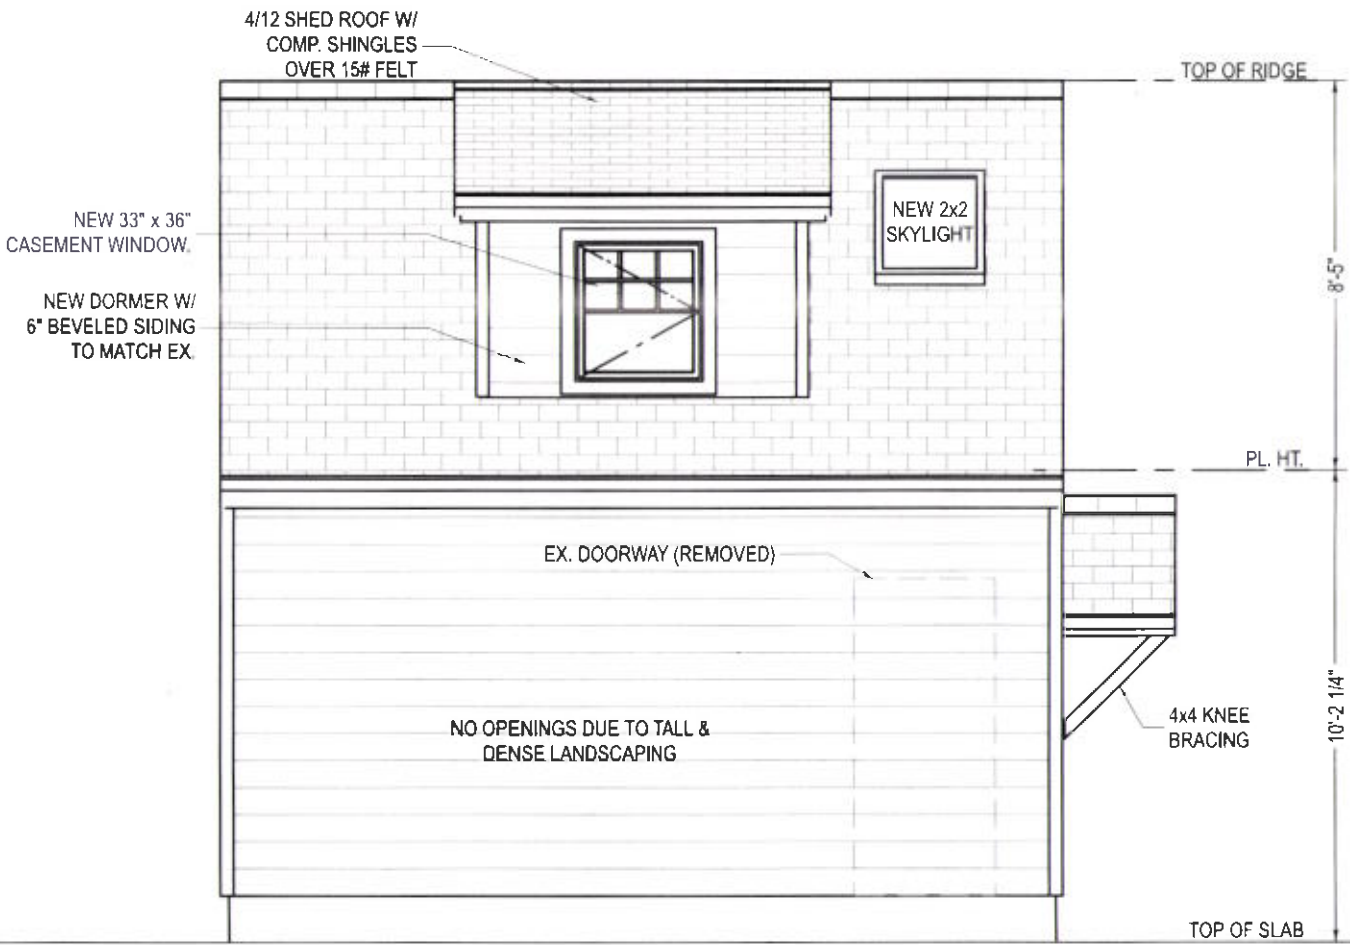 4/12 SHED ROOF W/
COMP. SHINGLES
OVER 15# FELT
TOP OF RIDGE
NEW 33" x 36"
CASEMENT WINDOW.
NEW 2x2
SKYLIGHT
8'-5"
NEW DORMER W/
6" BEVELED SIDING
TO MATCH EX.
PL. HT.
EX. DOORWAY (REMOVED)
NO OPENINGS DUE TO TALL &
DENSE LANDSCAPING
4x4 KNEE
BRACING
10'-2 1/4"
TOP OF SLAB